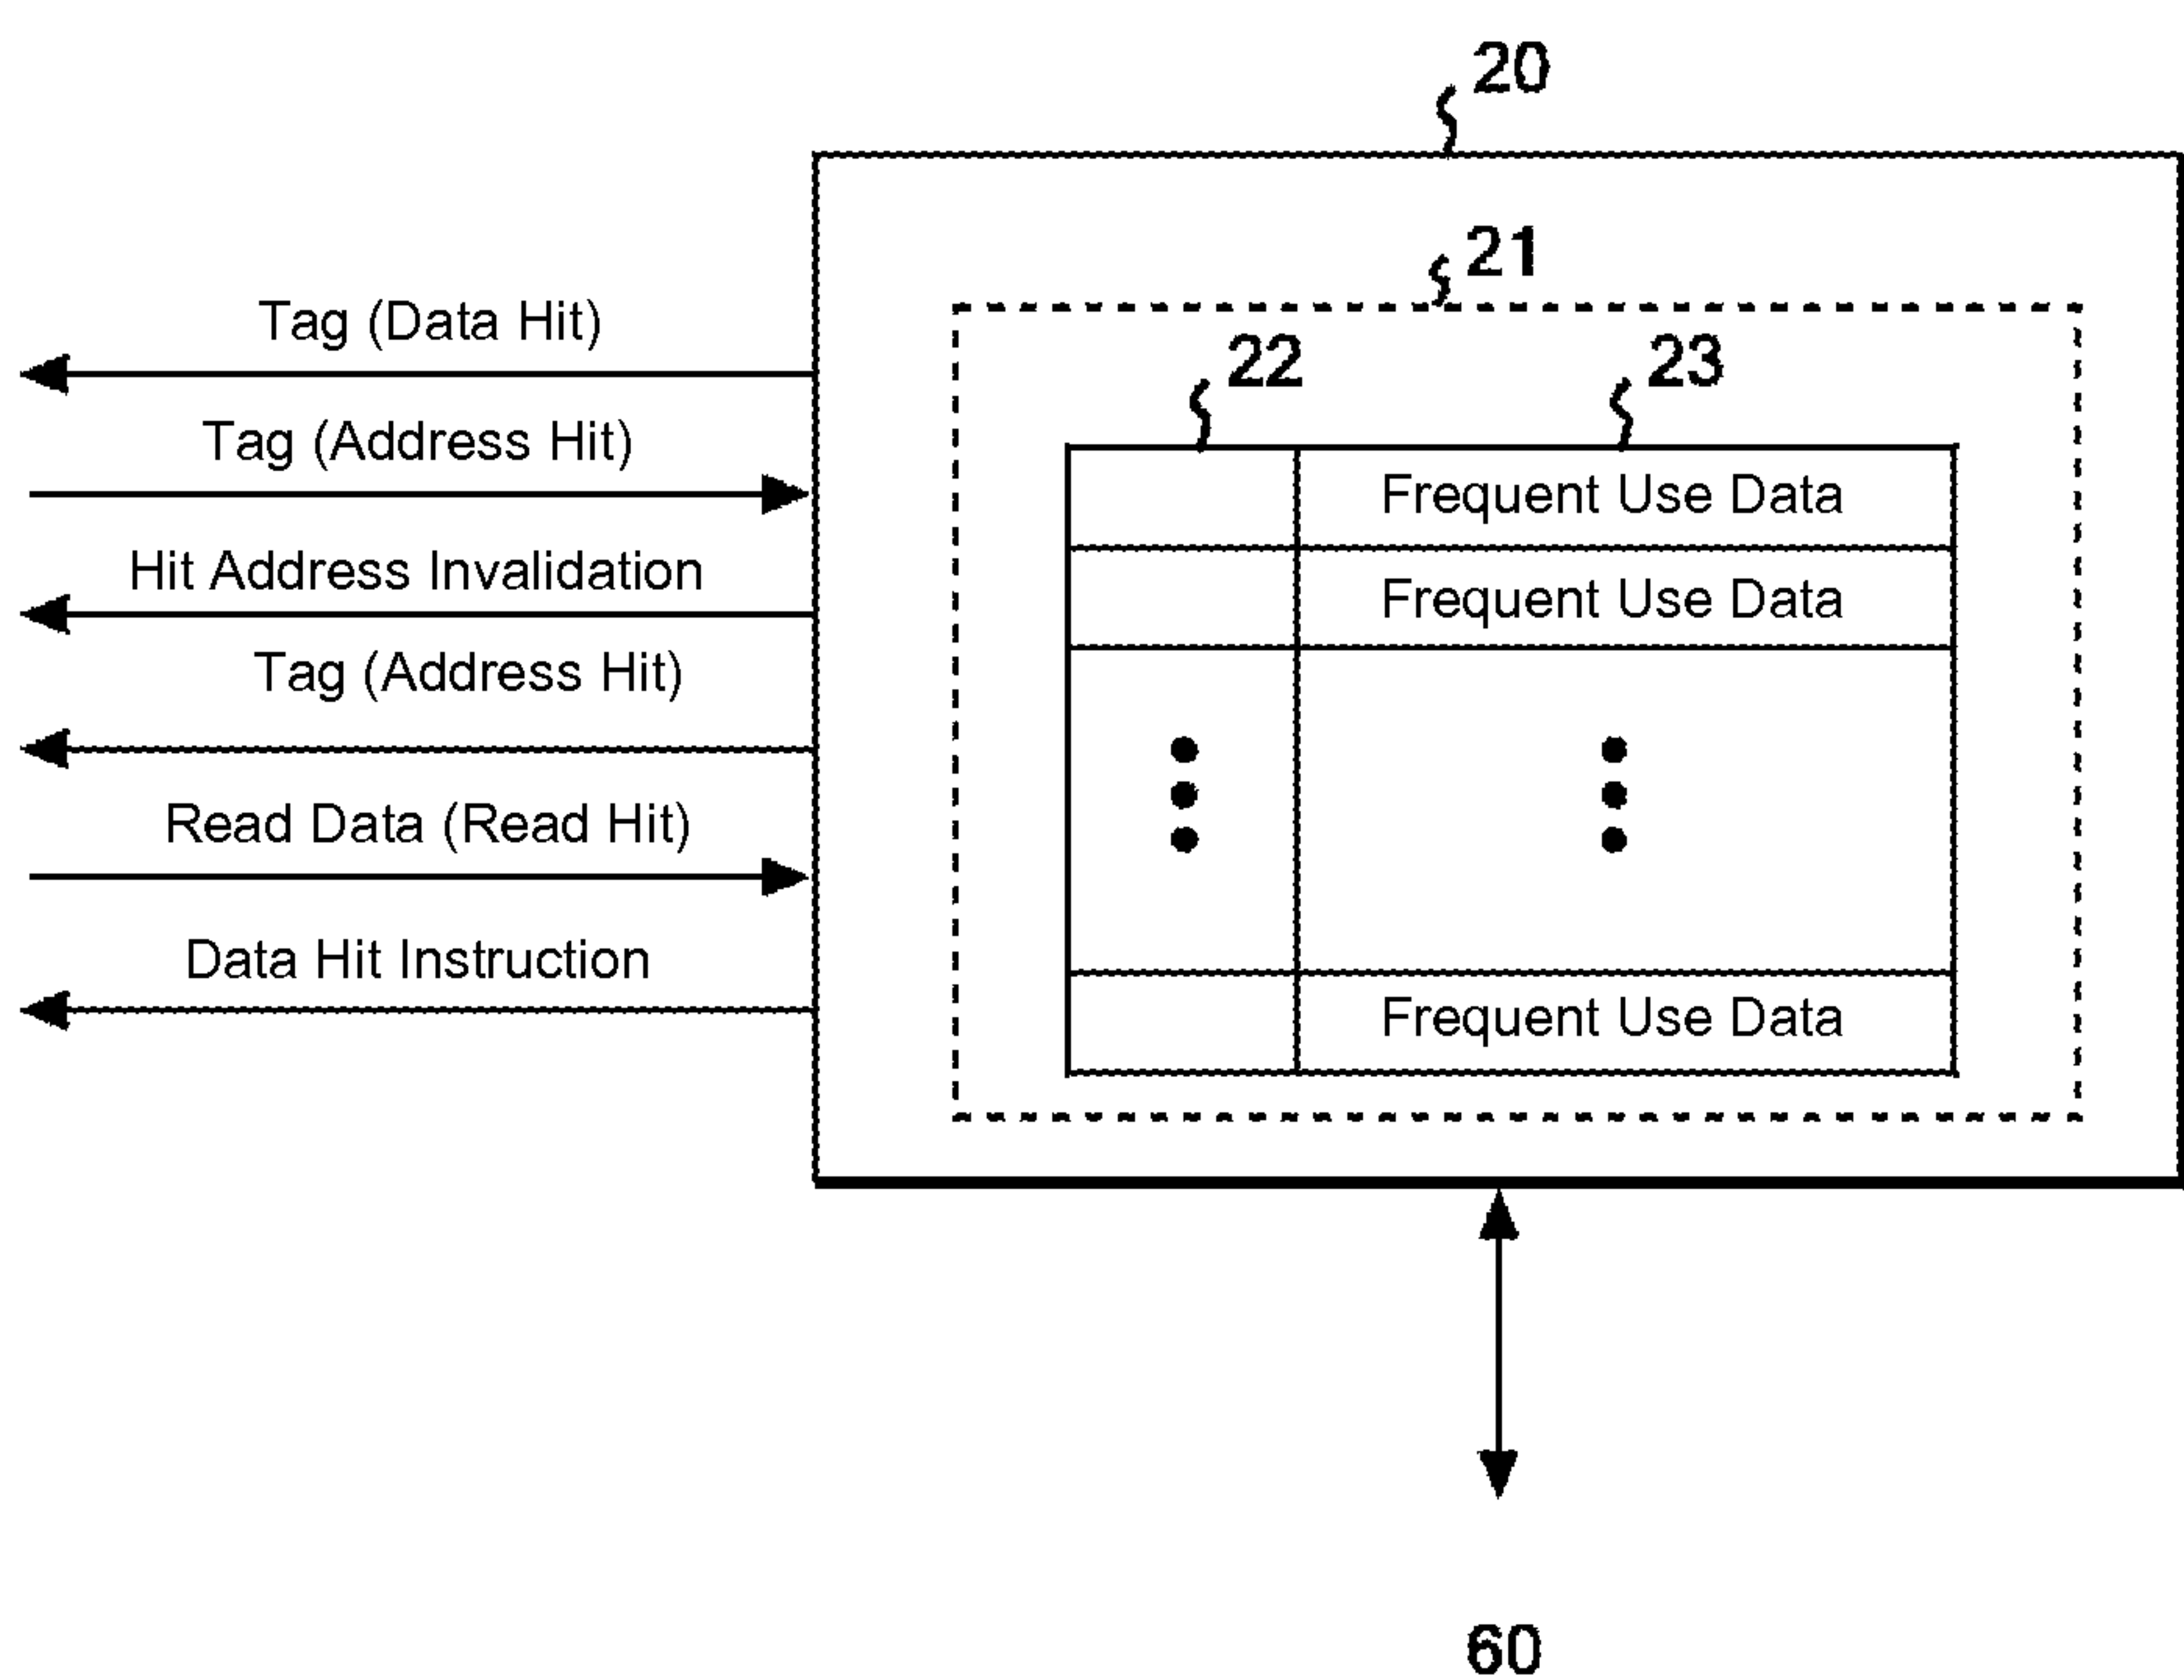 20
21
Tag (Data Hit)
22
23
Tag (Address Hit)
Frequent Use Data
Hit Address Invalidation
Frequent Use Data
Tag (Address Hit)
Read Data (Read Hit)
Data Hit Instruction
Frequent Use Data
60